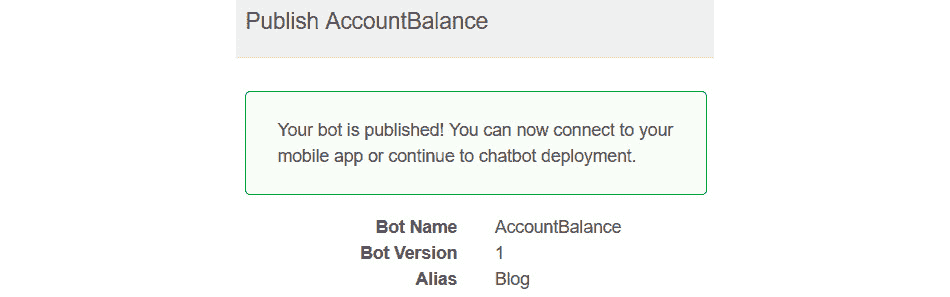 Publish AccountBalance
Your bot is published! You can now connect to your
mobile app or continue to chatbot deployment.
Bot Name AccountBalance
Bot Version 1
Alias Blog